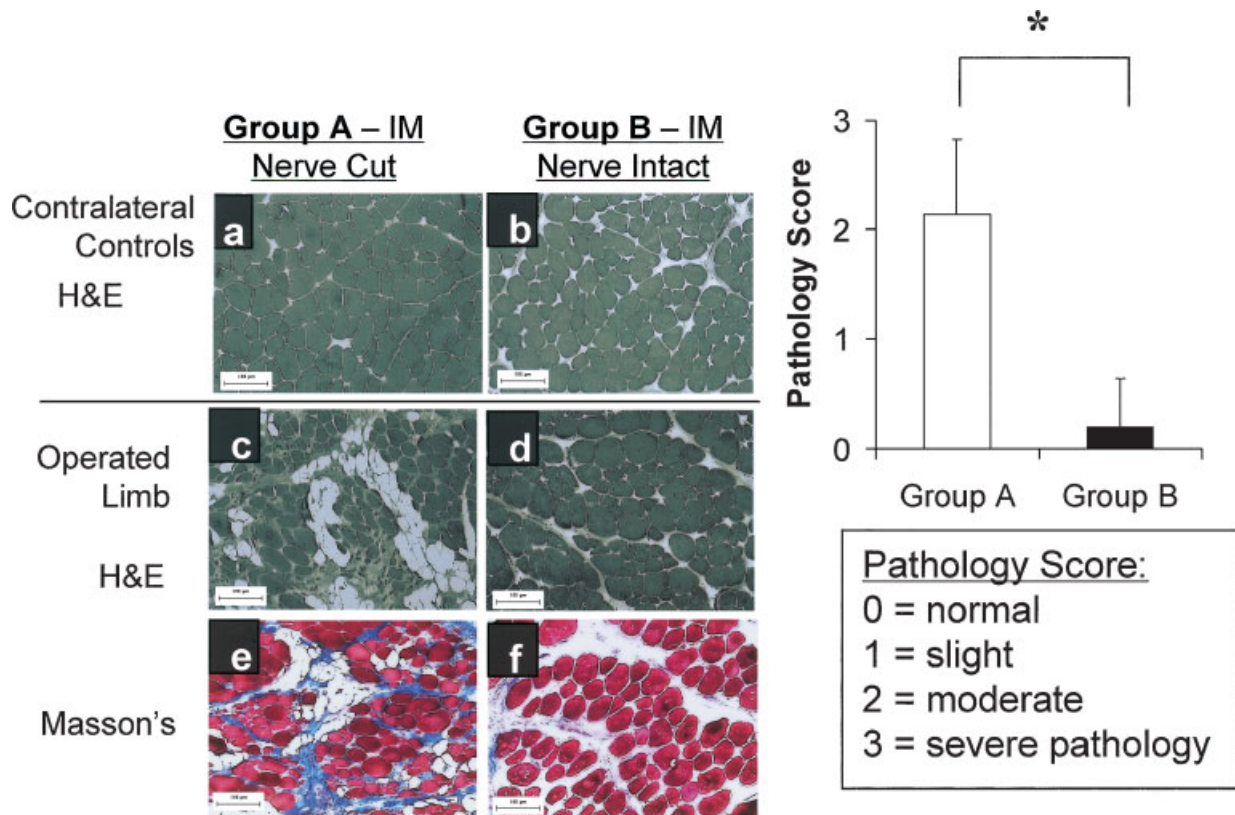 Group A – IM
Nerve Cut
Group B – IM
Nerve Intact
Contralateral
Controls
H&E
a
b
Operated
Limb
H&E
c
d
Masson's
e
f
*
Pathology Score
3
2
1
0
Group A
Group B
Pathology Score:
0 = normal
1 = slight
2 = moderate
3 = severe pathology